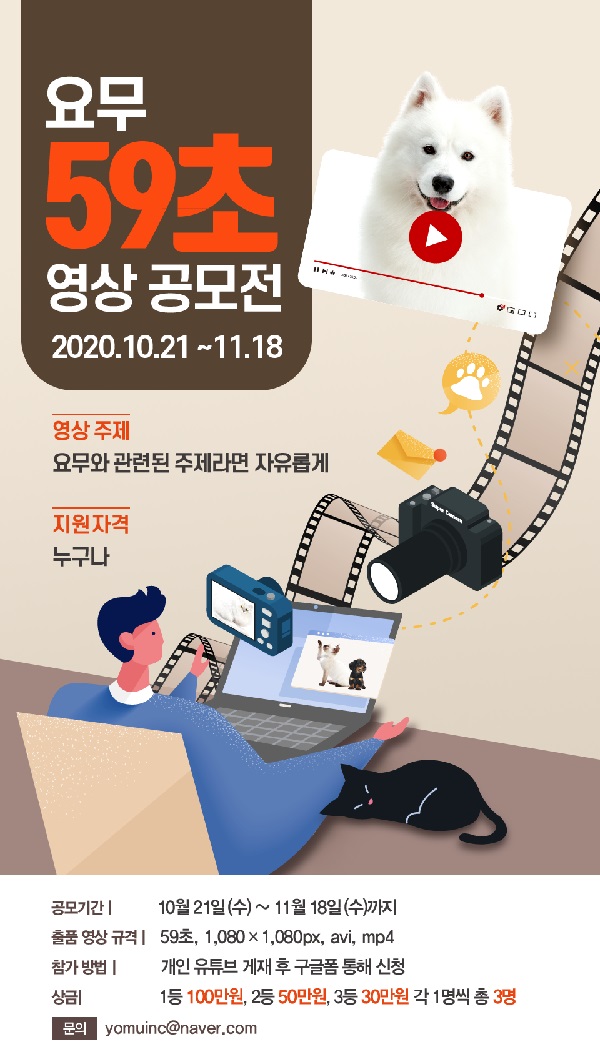 요무
59초
영상 공모전
2020.10.21 ~11.18
영상 주제
요무와 관련된 주제라면 자유롭게
지원자격
누구나
Super Camera
공모기간 | 10월 21일(수) ~ 11월 18일(수)까지
출품 영상 규격 | 59초, 1,080×1,080px, avi, mp4
참가 방법 | 개인 유튜브 게재 후 구글폼 통해 신청
상금| 1등 100만원, 2등 50만원, 3등 30만원 각 1명씩 총 3명
문의 yomuinc@naver.com